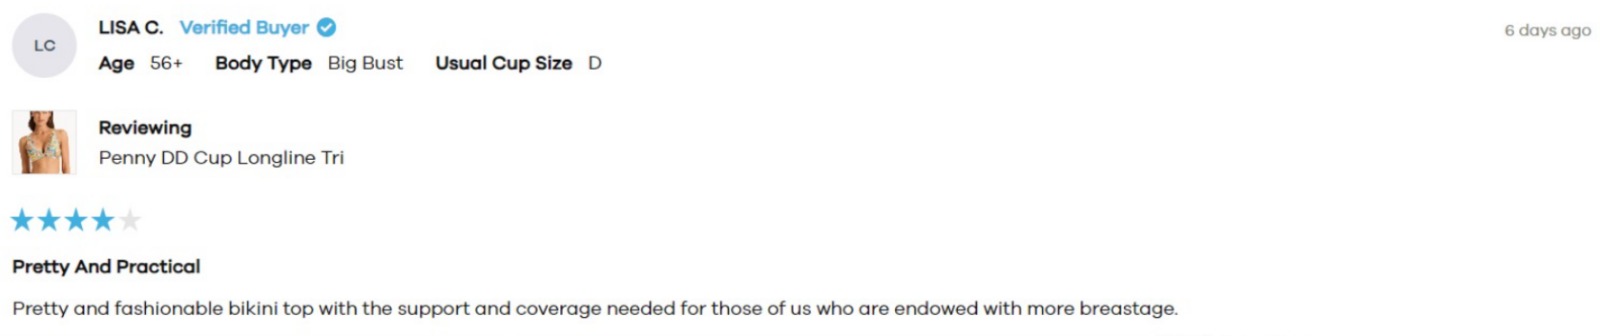 LC
LISA C. Verified Buyer
6 days ago
Age 56+ Body Type Big Bust Usual Cup Size D
Reviewing
Penny DD Cup Longline Tri
Pretty And Practical
Pretty and fashionable bikini top with the support and coverage needed for those of us who are endowed with more breastage.